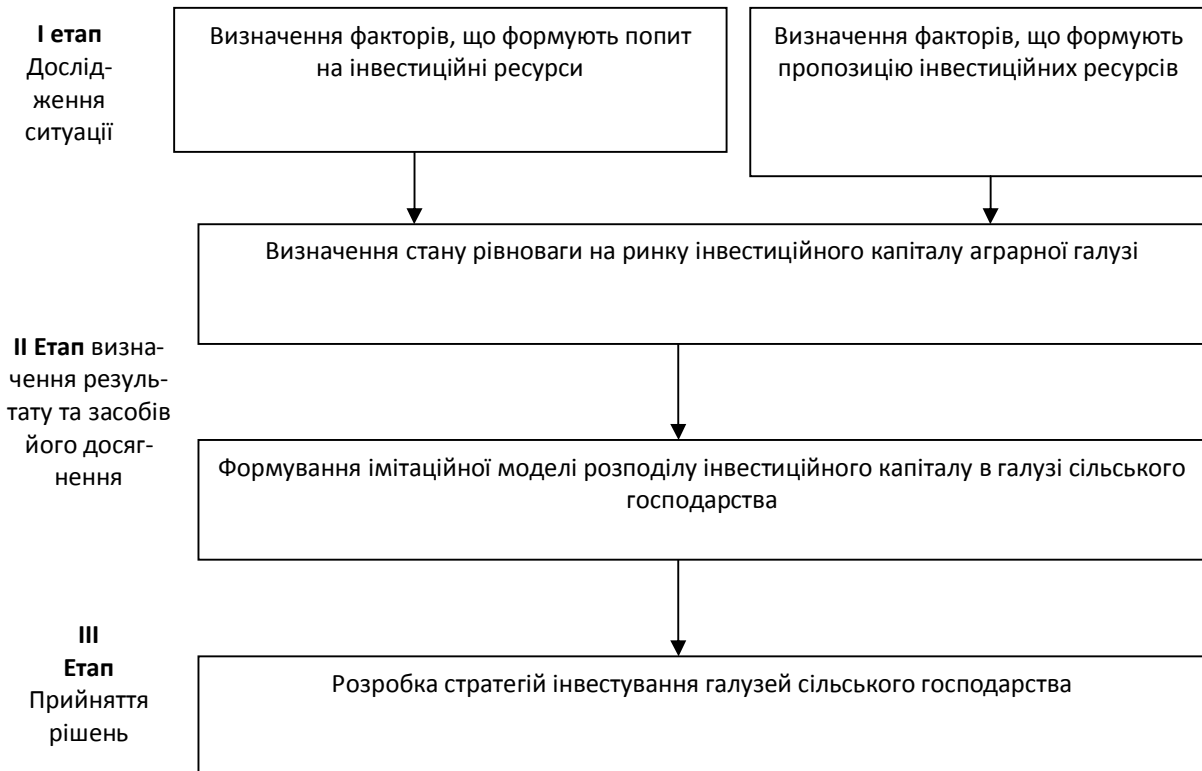 І етап
Дослід-
ження
ситуації
Визначення факторів, що формують попит
на інвестиційні ресурси
Визначення факторів, що формують
пропозицію інвестиційних ресурсів
Визначення стану рівноваги на ринку інвестиційного капіталу аграрної галузі
ІІ Етап визна-
чення резуль-
тату та засобів
його досяг-
нення
Формування імітаційної моделі розподілу інвестиційного капіталу в галузі сільського
господарства
ІІІ
Етап
Прийняття
рішень
Розробка стратегій інвестування галузей сільського господарства